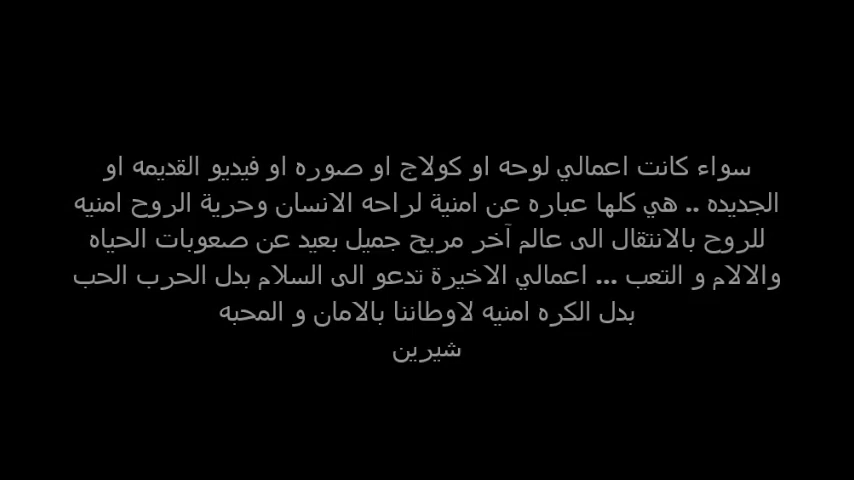 سواء كانت اعمالي لوحه او كولاج او صوره او فيديو القديمه او
الجديده .. هي كلها عباره عن امنية لراحه الانسان وحرية الروح امنيه
للروح بالانتقال الى عالم آخر مريح جميل بعيد عن صعوبات الحياه
والالام و التعب ... اعمالي الاخيرة تدعو الى السلام بدل الحرب الحب
بدل الكره امنيه لاوطاننا بالامان و المحبه
شيرين